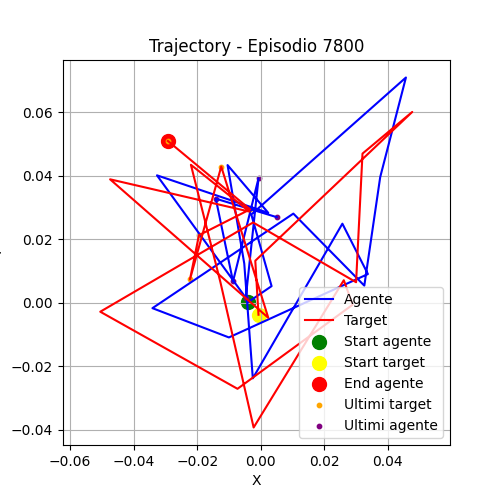 Trajectory - Episodio 7800
0.06
0.04
0.02
0.00
−0.02
−0.04
−0.06
−0.04
−0.02
0.00
0.02
0.04
X
Agente
Target
Start agente
Start target
End agente
Ultimi target
Ultimi agente